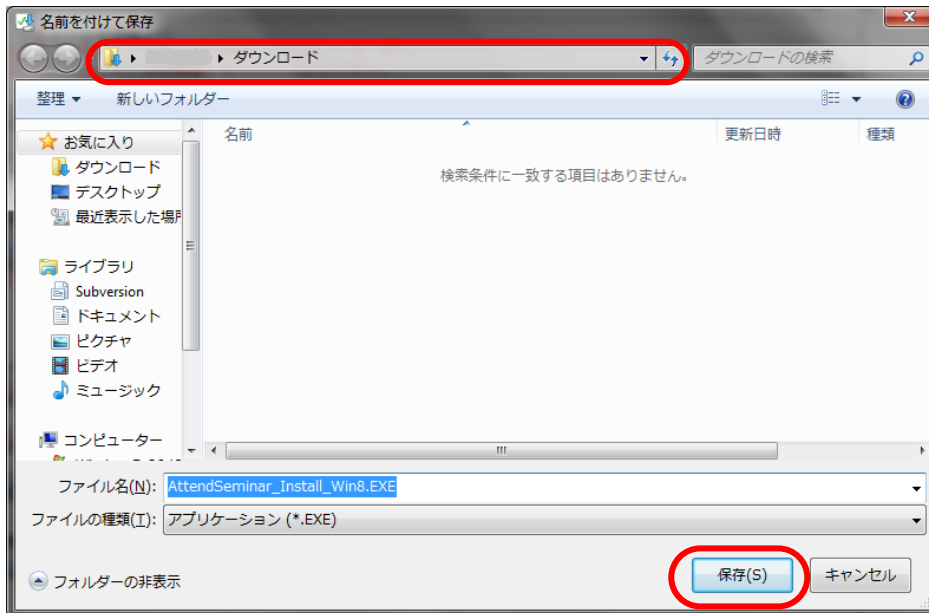 名前を付けて保存
ダウンロード
ダウンロードの検索
整理
新しいフォルダー
お気に入り
ダウンロード
デスクトップ
最近表示した場所
ライブラリ
Subversion
ドキュメント
ピクチャ
ビデオ
ミュージック
コンピューター
名前
更新日時
種類
検索条件に一致する項目はありません。
ファイル名(N):
AttendSeminar_Install_Win8.EXE
ファイルの種類(T):
アプリケーション (*.EXE)
フォルダーの非表示
保存(S)
キャンセル